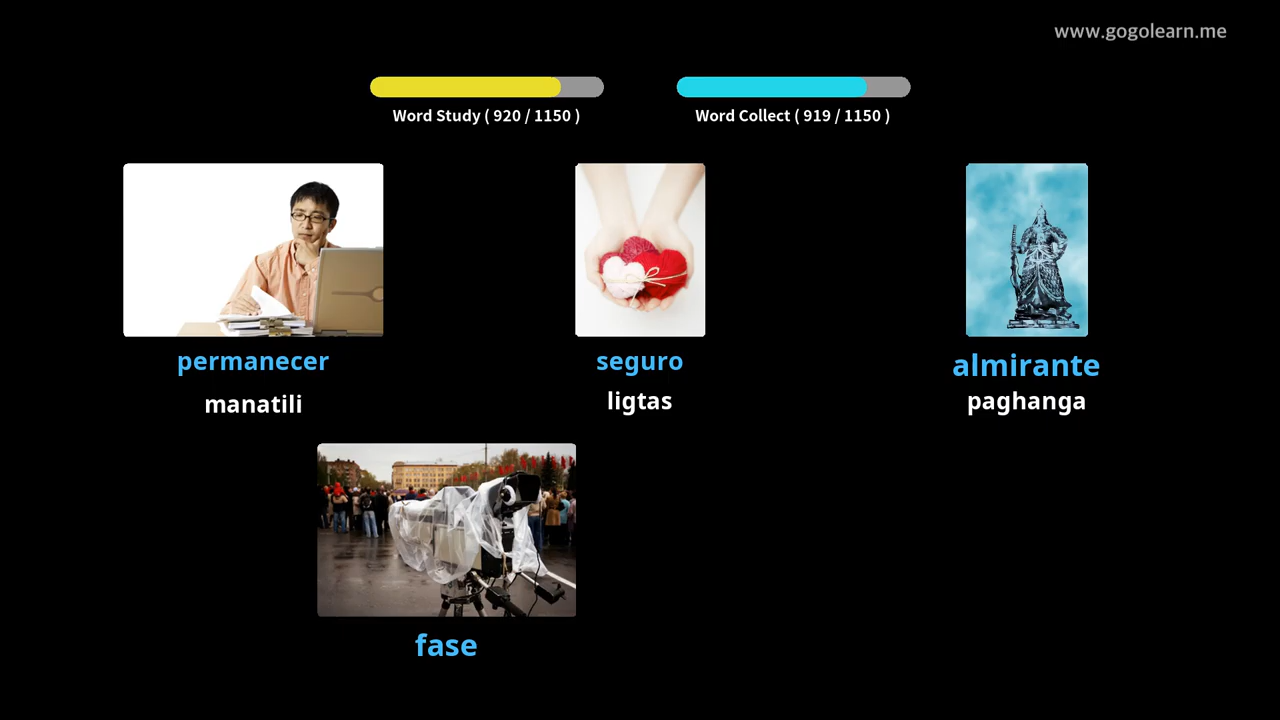 www.gogolearn.me
Word Study ( 920 / 1150 )
Word Collect ( 919 / 1150 )
permanecer
manatili
seguro
ligtas
almirante
paghanga
fase